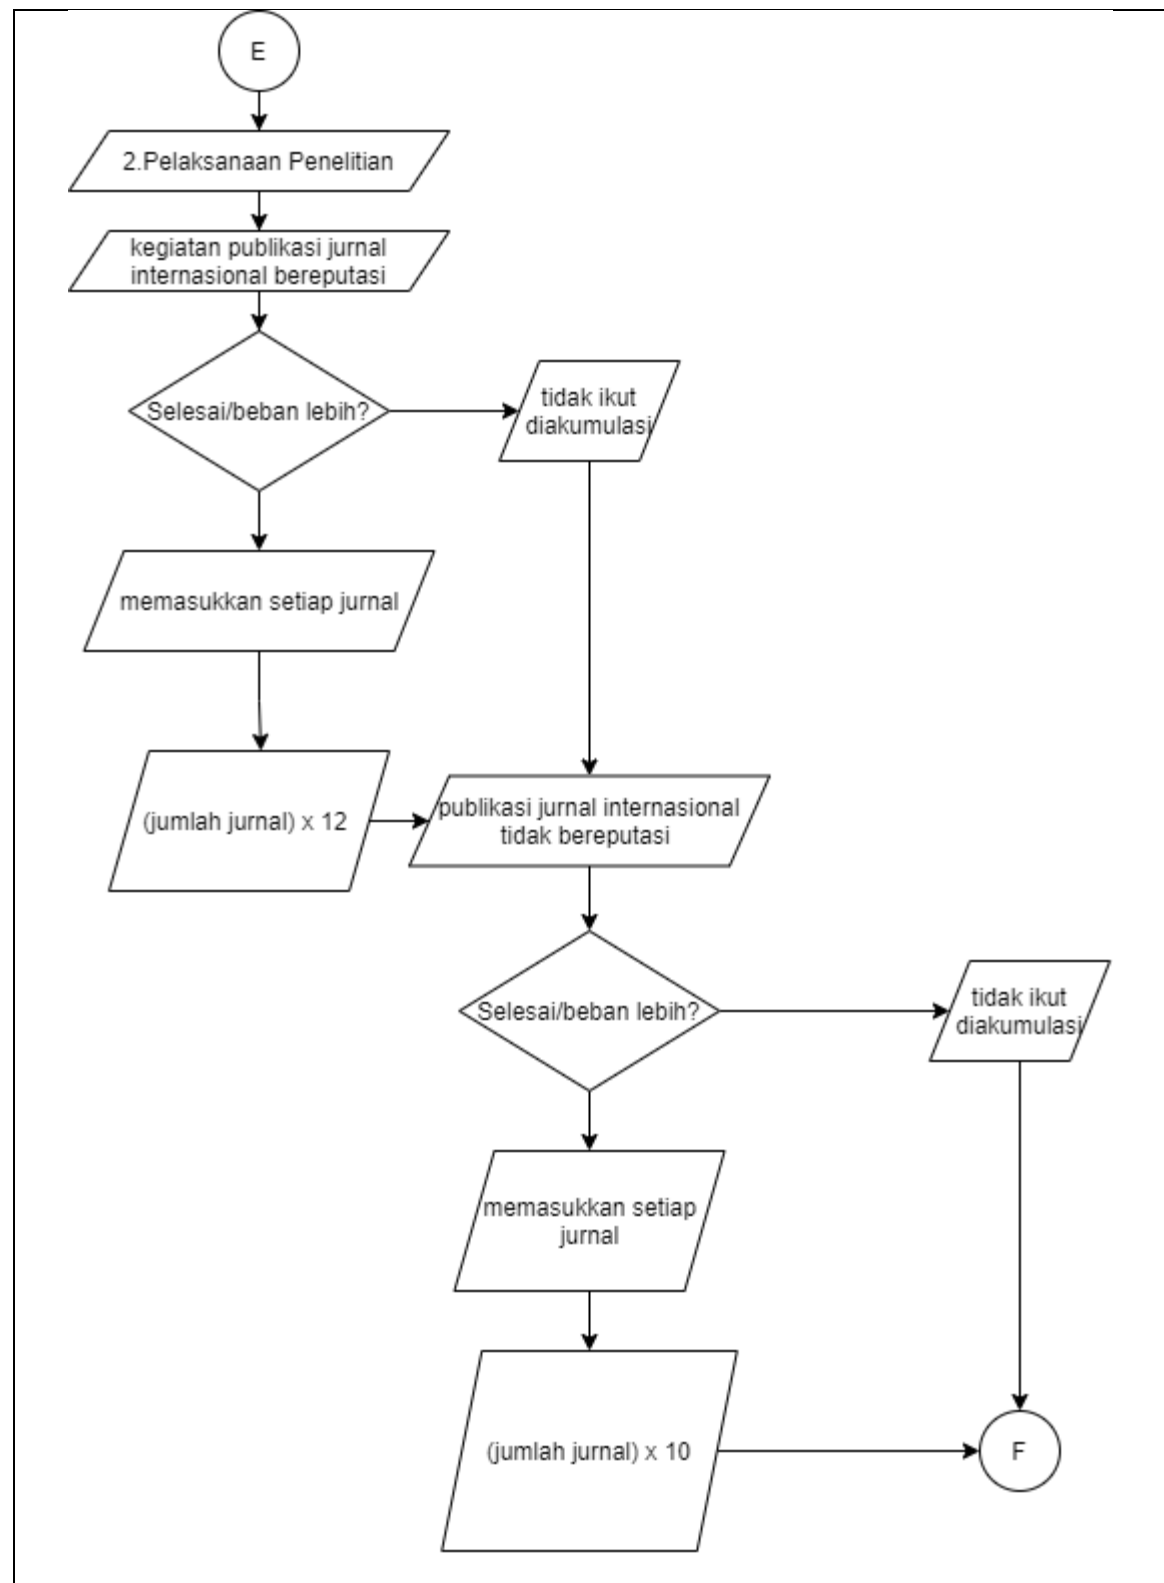 E
2.Pelaksanaan Penelitian
kegiatan publikasi jurnal
internasional bereputasi
Selesai/beban lebih?
tidak ikut
diakumulasi
memasukkan setiap jurnal
(jumlah jurnal) x 12
publikasi jurnal internasional
tidak bereputasi
Selesai/beban lebih?
tidak ikut
diakumulasi
memasukkan setiap
jurnal
(jumlah jurnal) x 10
F